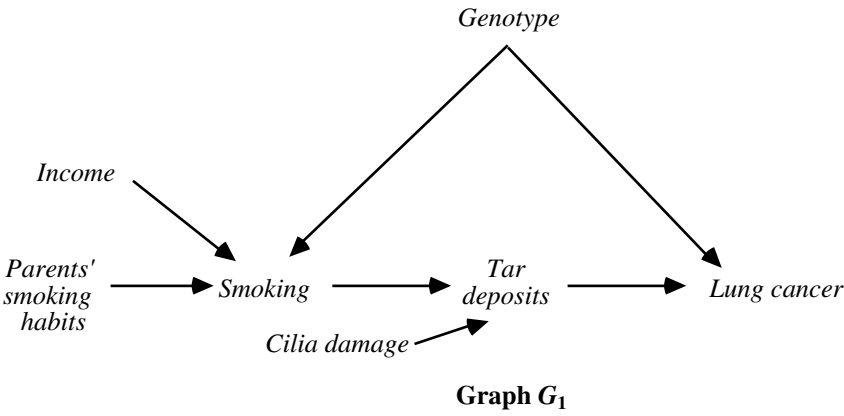 Genotype
Income
Parents'
smoking
habits
Smoking
Tar
deposits
Lung cancer
Cilia damage
Graph G1